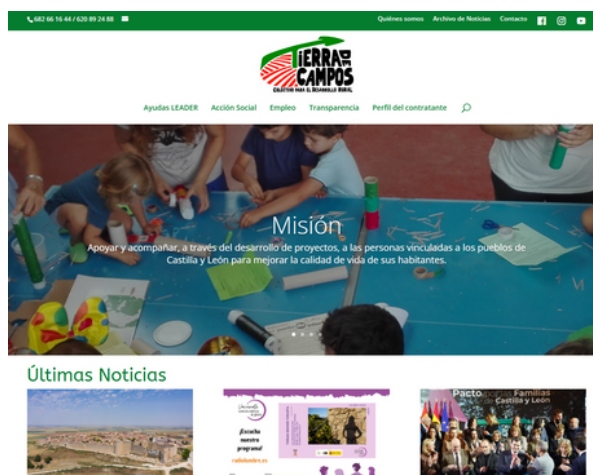 682 66 16 44 / 620 89 24 88
Quiénes somos Archivo de Noticias Contacto
TIERRA DE
CAMPOS
COLECTIVO PARA EL DESARROLLO RURAL
Ayudas LEADER Acción Social Empleo Transparencia Perfil del contratante
Misión
Apoyar y acompañar, a través del desarrollo de proyectos, a las personas vinculadas a los pueblos de
Castilla y León para mejorar la calidad de vida de sus habitantes.
Últimas Noticias
¡Escucha
nuestro
programa!
Pacto por las Familias
de Castilla y León